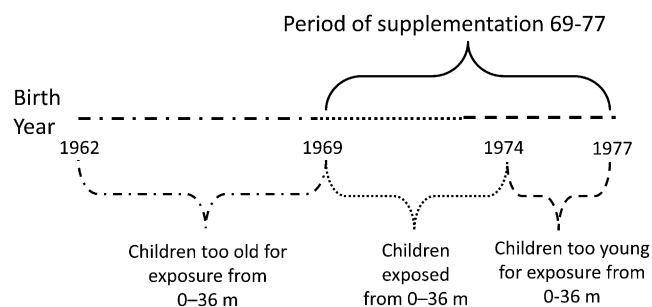 Period of supplementation 69-77
Birth
Year
1962 1969 1974 1977
Children too old for
exposure from
0–36 m
Children
exposed
from 0–36 m
Children too young
for exposure from
0-36 m